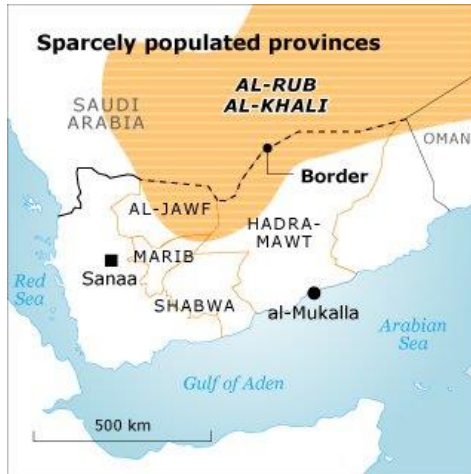 Sparcely populated provinces
AL-RUB
AL-KHALI
SAUDI
ARABIA
OMAN
Border
AL-JAWF
HADRA-
MAWT
MARIB
Sanaa
Red
Sea
SHABWA
al-Mukalla
Arabian
Sea
Gulf of Aden
500 km